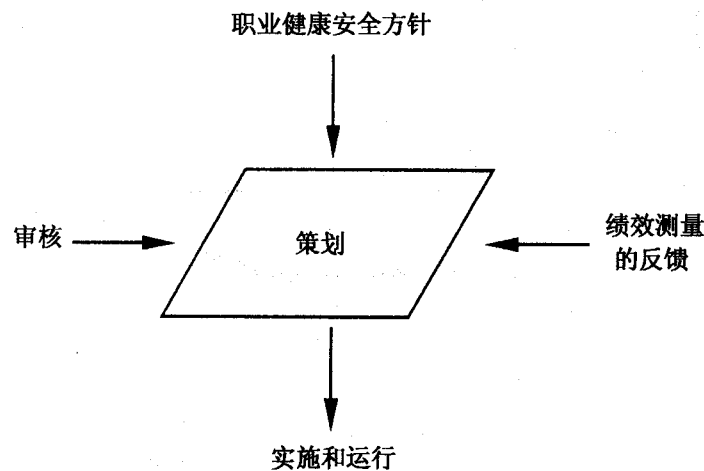 职业健康安全方针
审核
策划
绩效测量
的反馈
实施和运行